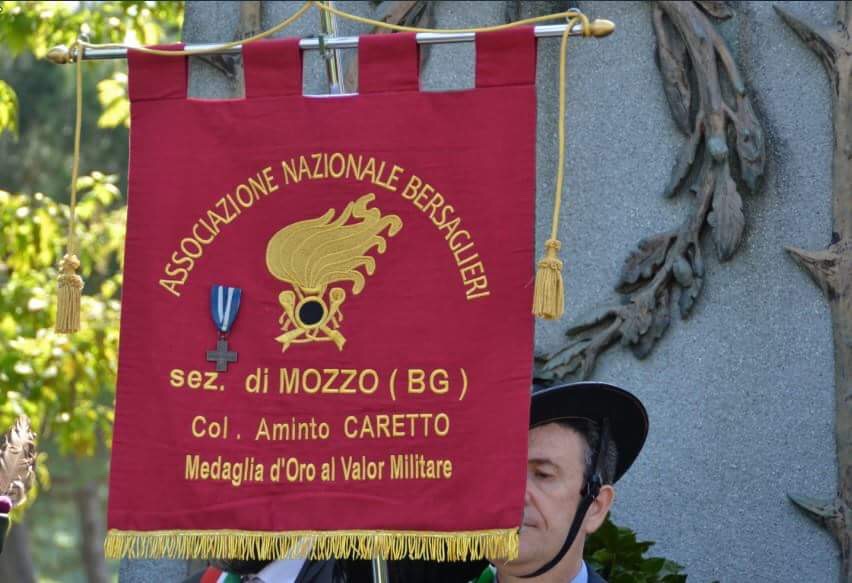 ASSOCIAZIONE NAZIONALE BERSAGLIERI
sez. di MOZZO ( BG )
Col . Aminto CARETTO
Medaglia d'Oro al Valor Militare